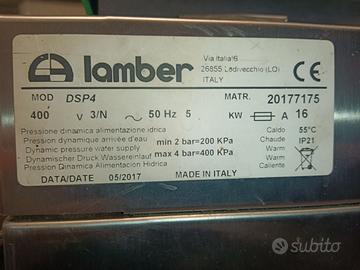 lamber
Via Italia 6
26855 Lodivecchio (LO)
ITALY
CE
MOD DSP4 MATR. 20177175
400 V 3/N ~ 50 Hz 5 KW A 16
Pressione dinamica alimentazione idrica
Pression dynamique arrivée d'eau
Dynamic pressure water supply
Dynamischer Druck Wassereinlauf
Pression Dinamica Alimentación Hidrica
min 2 bar=200 KPa
max 4 bar=400 KPa
Caldo 55°C
Chaude IP21
Warm
Warm
Caliente
DATA/DATE 05/2017 MADE IN ITALY
subito